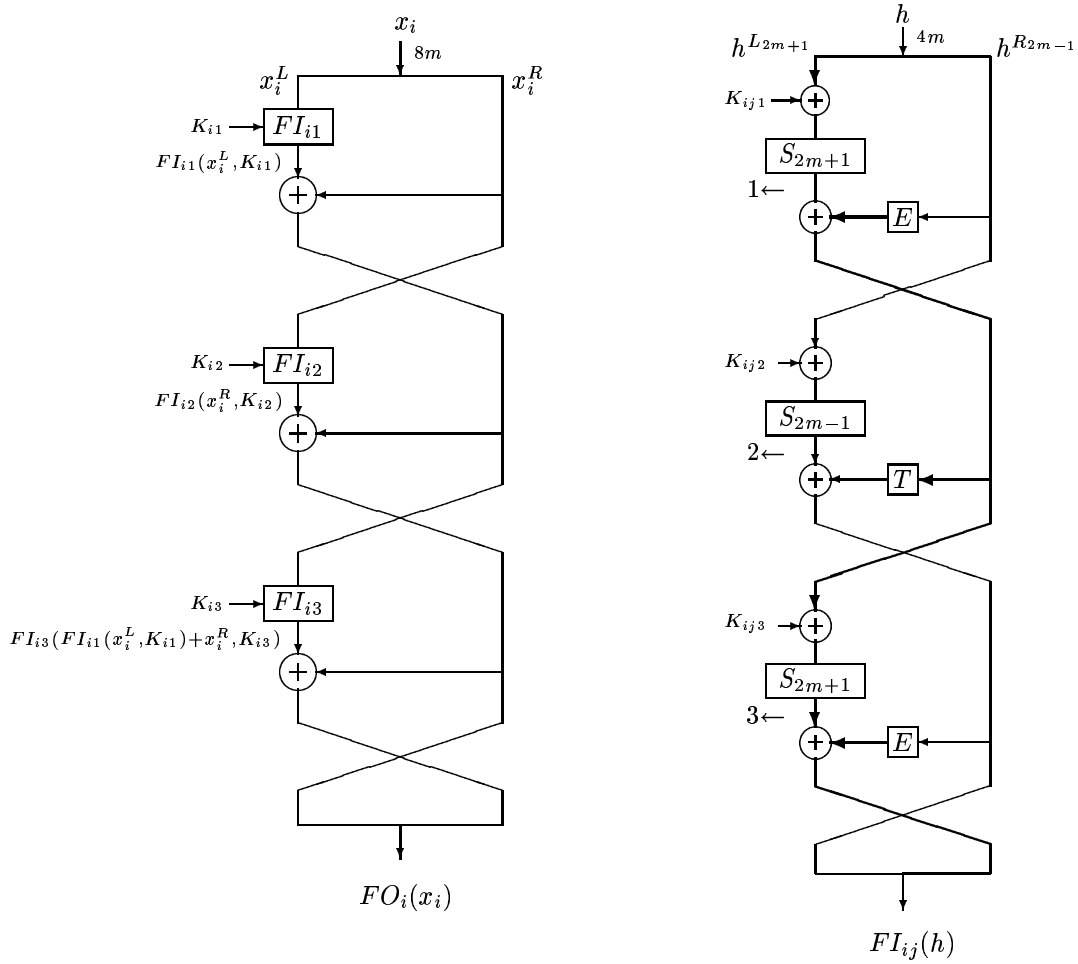 x_i
8m
x_i^L
x_i^R
K_{i1}
FI_{i1}
FI_{i1}(x_i^L,K_{i1})
+
K_{i2}
FI_{i2}
FI_{i2}(x_i^R,K_{i2})
+
K_{i3}
FI_{i3}
FI_{i3}(FI_{i1}(x_i^L,K_{i1})+x_i^R,K_{i3})
+
FO_i(x_i)
h
4m
h^{L_{2m+1}}
h^{R_{2m-1}}
K_{ij1}
+
S_{2m+1}
1←
+
E
K_{ij2}
+
S_{2m-1}
2←
+
T
K_{ij3}
+
S_{2m+1}
3←
+
E
FI_{ij}(h)